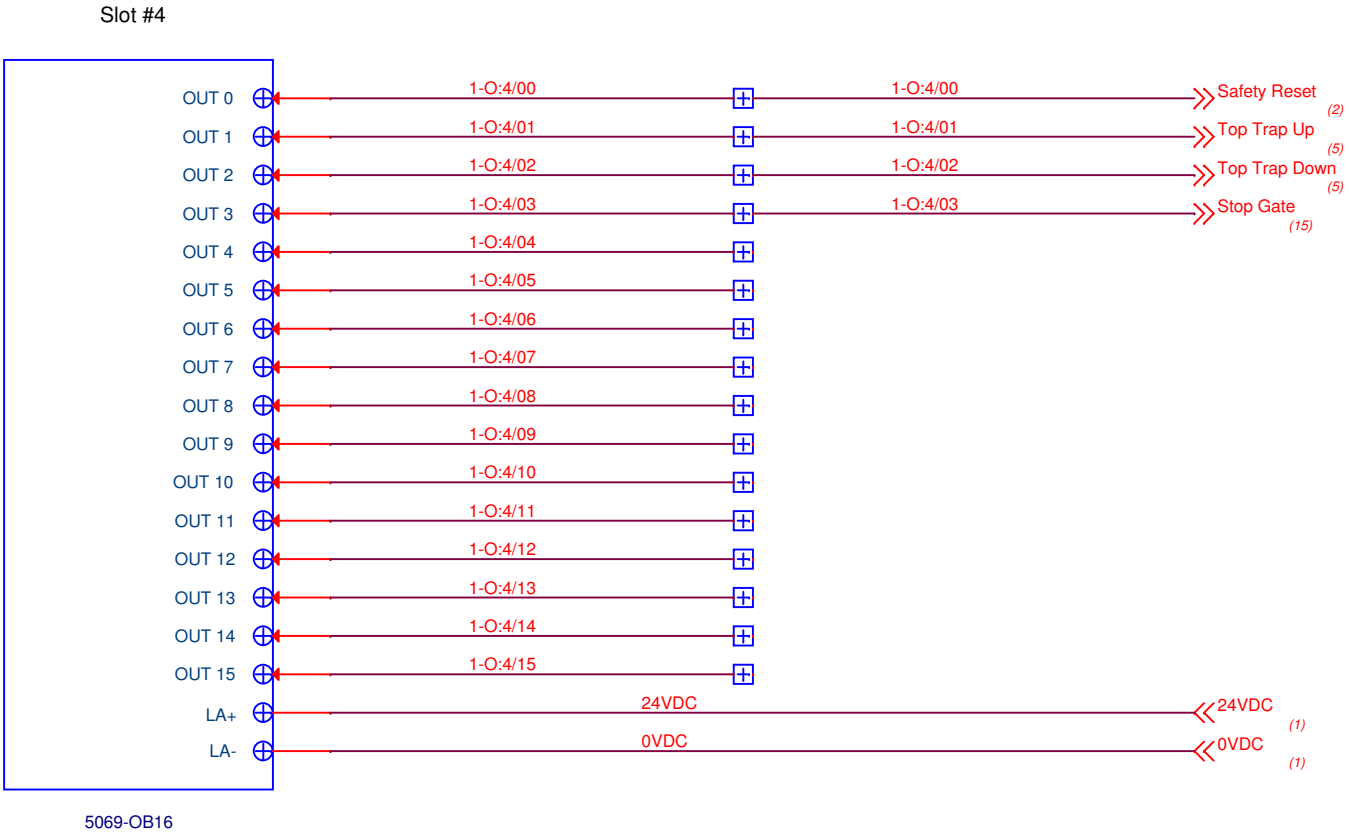 Slot #4
OUT 0 1-O:4/00 1-O:4/00 Safety Reset
(2)
OUT 1 1-O:4/01 1-O:4/01 Top Trap Up
(5)
OUT 2 1-O:4/02 1-O:4/02 Top Trap Down
(5)
OUT 3 1-O:4/03 1-O:4/03 Stop Gate
(15)
OUT 4 1-O:4/04
OUT 5 1-O:4/05
OUT 6 1-O:4/06
OUT 7 1-O:4/07
OUT 8 1-O:4/08
OUT 9 1-O:4/09
OUT 10 1-O:4/10
OUT 11 1-O:4/11
OUT 12 1-O:4/12
OUT 13 1-O:4/13
OUT 14 1-O:4/14
OUT 15 1-O:4/15
LA+ 24VDC 24VDC
(1)
LA- 0VDC 0VDC
(1)
5069-OB16